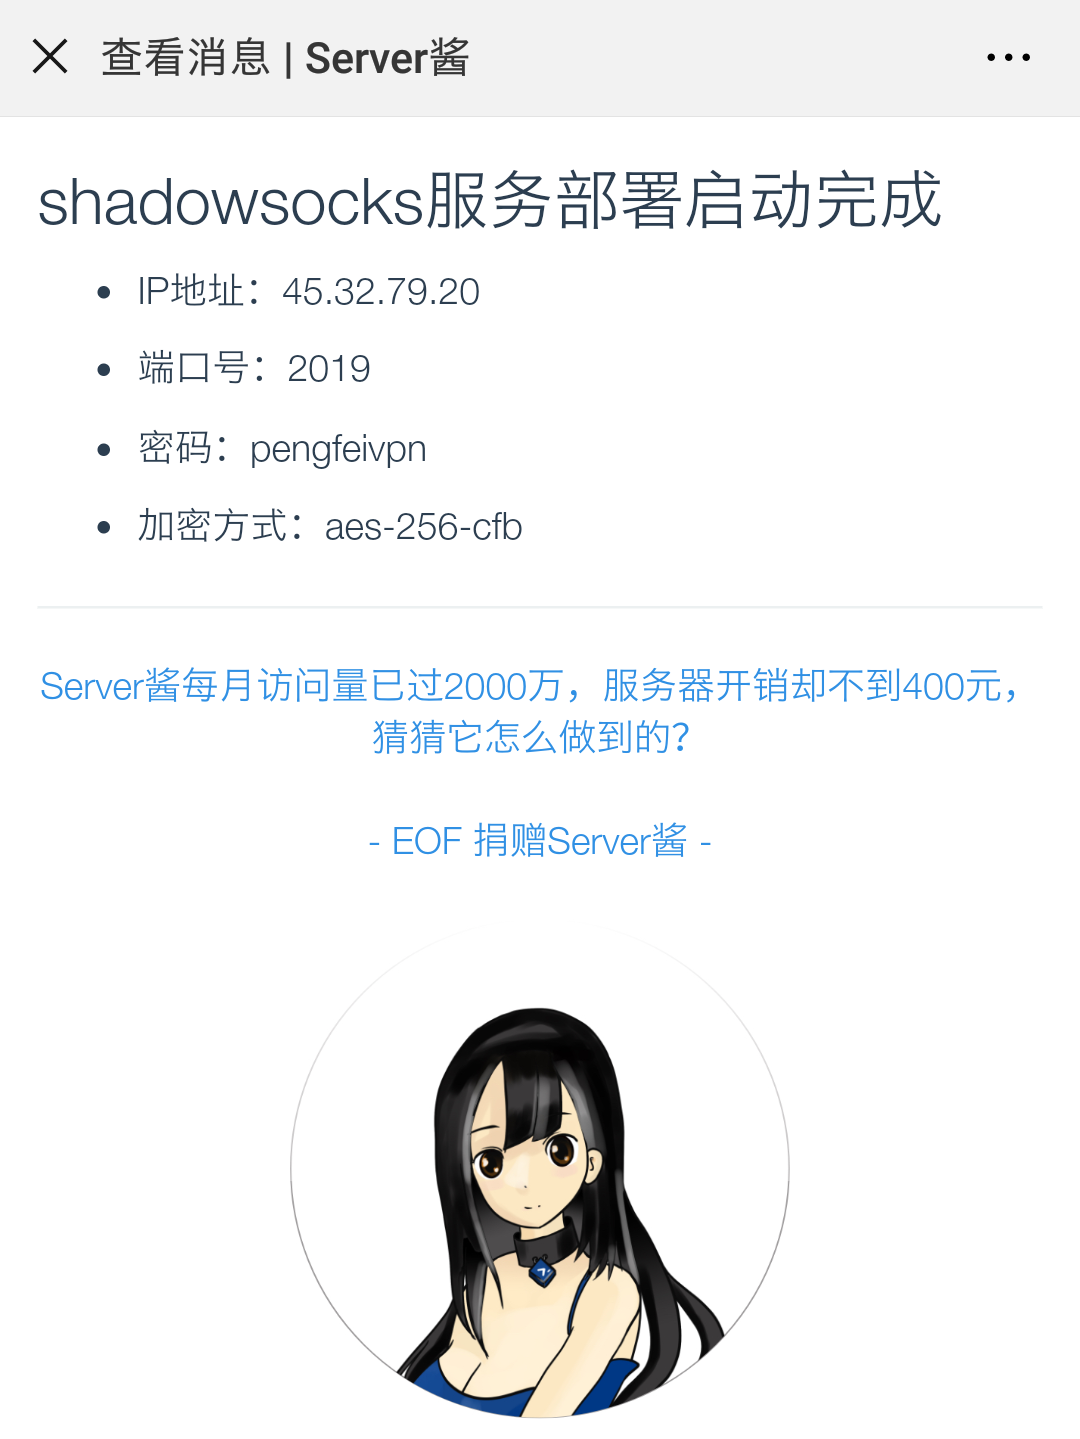 查看消息 | Server酱
shadowsocks服务部署启动完成
IP地址：45.32.79.20
端口号：2019
密码：pengfeivpn
加密方式：aes-256-cfb
Server酱每月访问量已过2000万，服务器开销却不到400元，
猜猜它怎么做到的？
- EOF 捐赠Server酱 -